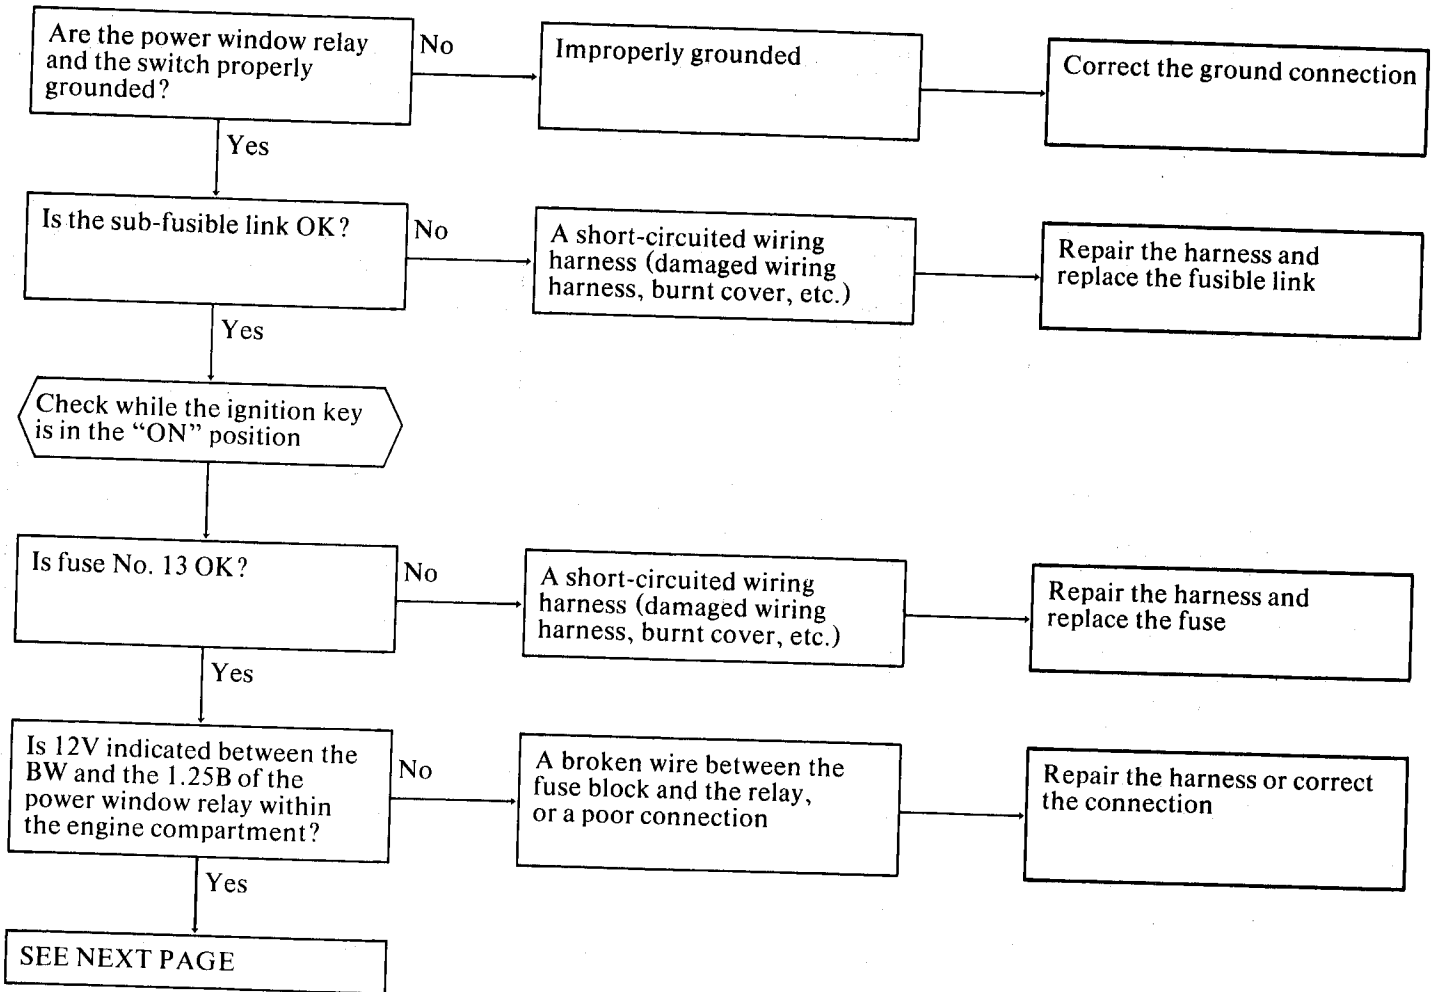 Are the power window relay
and the switch properly
grounded?
No
Improperly grounded
Correct the ground connection
Yes
Is the sub-fusible link OK?
No
A short-circuited wiring
harness (damaged wiring
harness, burnt cover, etc.)
Repair the harness and
replace the fusible link
Yes
Check while the ignition key
is in the “ON” position
Is fuse No. 13 OK?
No
A short-circuited wiring
harness (damaged wiring
harness, burnt cover, etc.)
Repair the harness and
replace the fuse
Yes
Is 12V indicated between the
BW and the 1.25B of the
power window relay within
the engine compartment?
No
A broken wire between the
fuse block and the relay,
or a poor connection
Repair the harness or correct
the connection
Yes
SEE NEXT PAGE